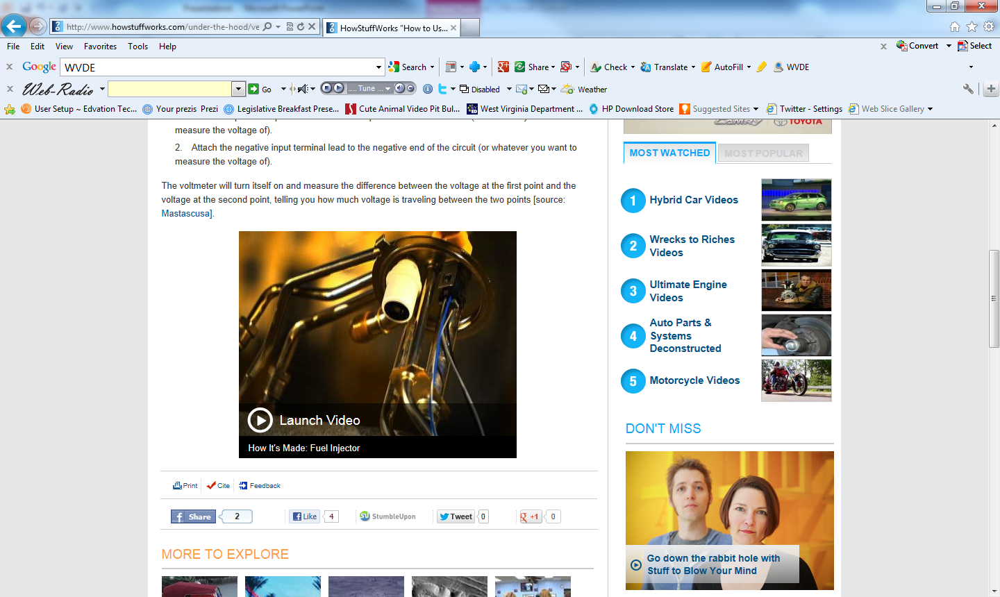 http://www.howstuffworks.com/under-the-hood/ve
HowStuffWorks "How to Us...
File Edit View Favorites Tools Help
Convert Select
Google WVDE Search Share Check Translate AutoFill WVDE
Web-Radio Go ..... Tune ... Disabled Weather
User Setup ~ Edvation Tec... Your prezis Prezi Legislative Breakfast Prese... Cute Animal Video Pit Bul... West Virginia Department ... HP Download Store Suggested Sites Twitter - Settings Web Slice Gallery
measure the voltage of).
2. Attach the negative input terminal lead to the negative end of the circuit (or whatever you want to
measure the voltage of).
The voltmeter will turn itself on and measure the difference between the voltage at the first point and the
voltage at the second point, telling you how much voltage is traveling between the two points [source:
Mastascusa].
Launch Video
How It's Made: Fuel Injector
Print Cite Feedback
Share 2 Like 4 StumbleUpon Tweet 0 +1 0
MORE TO EXPLORE
CAMRY TOYOTA
MOST WATCHED MOST POPULAR
1 Hybrid Car Videos
2 Wrecks to Riches
Videos
3 Ultimate Engine
Videos
4 Auto Parts &
Systems
Deconstructed
5 Motorcycle Videos
DON'T MISS
Go down the rabbit hole with
Stuff to Blow Your Mind